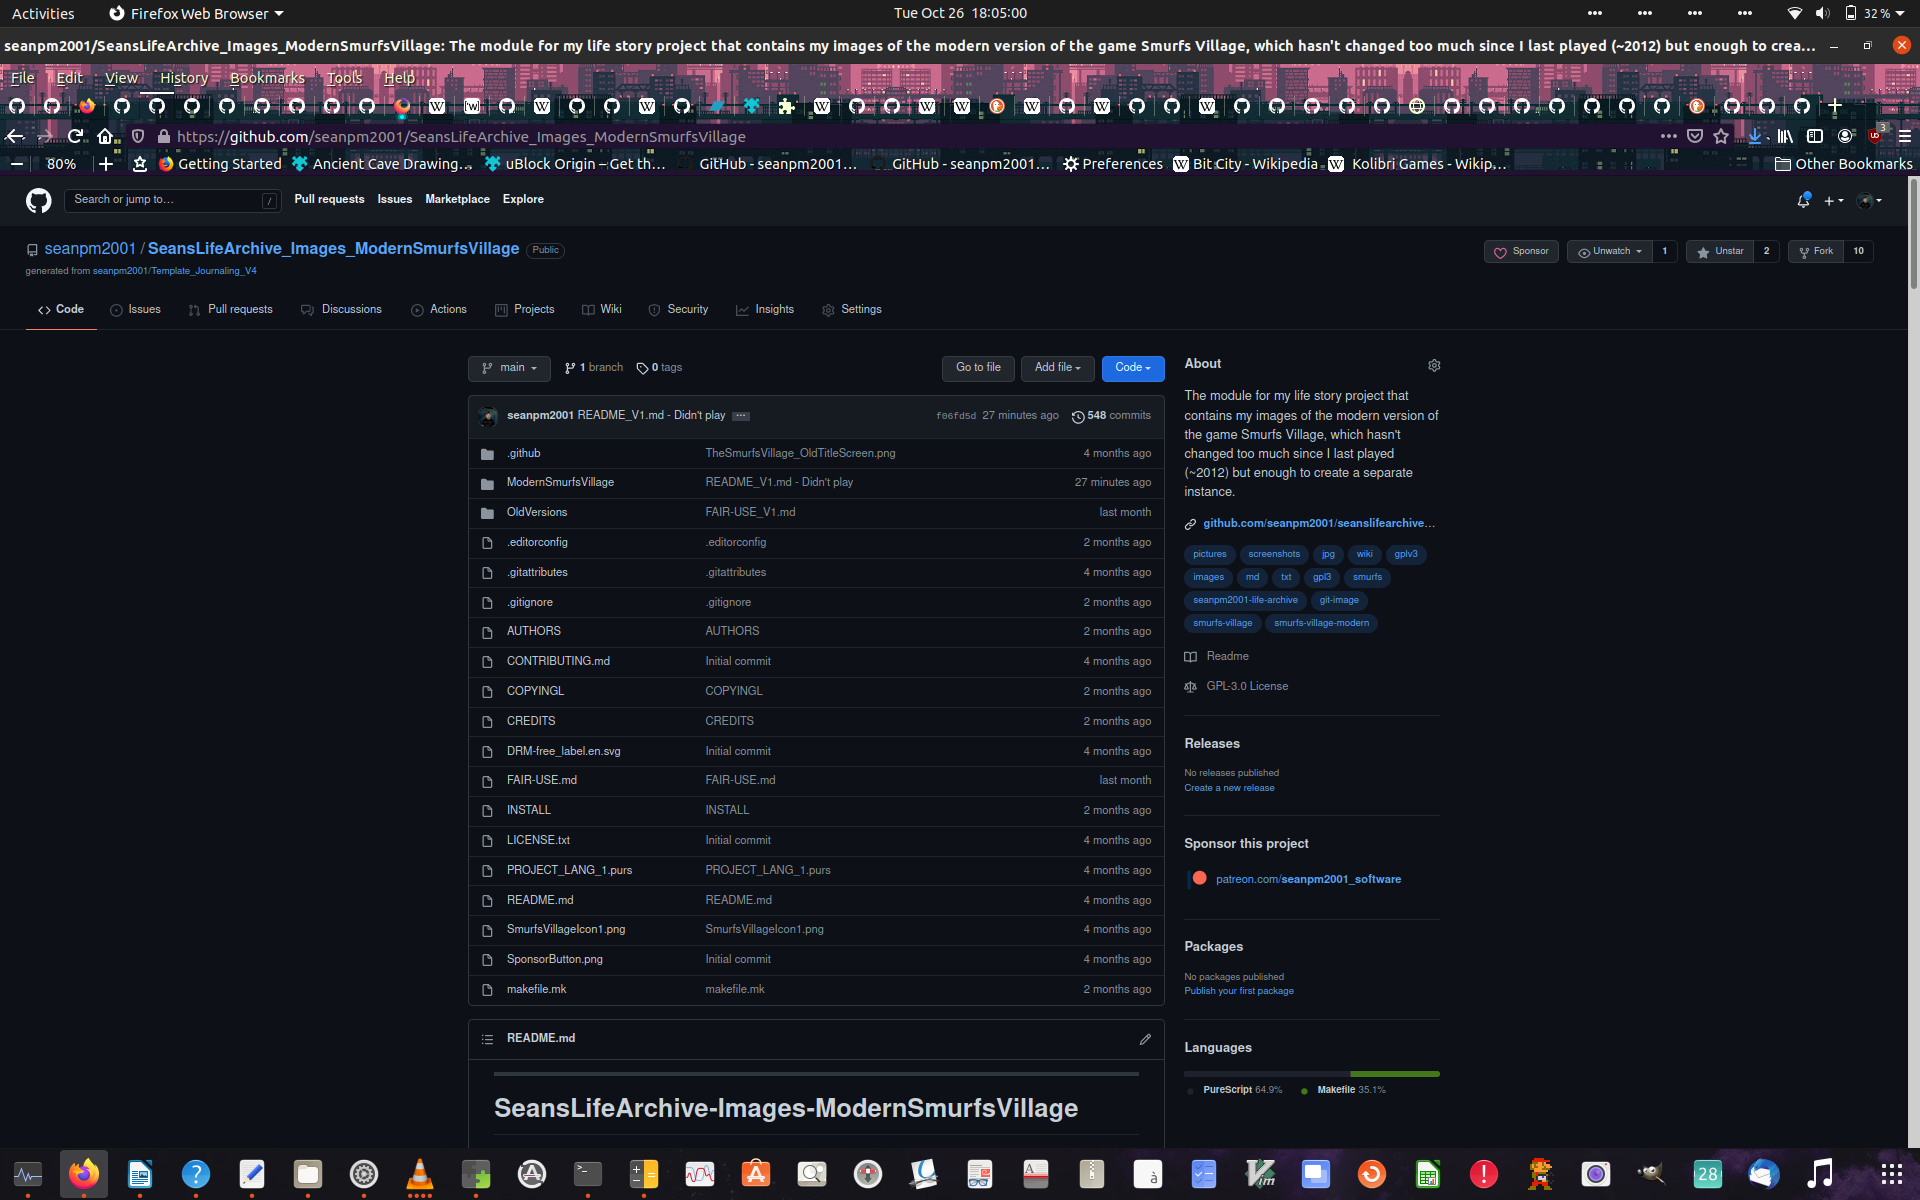 Activities
Firefox Web Browser
Tue Oct 26 18:05:00
32 %
seanpm2001/SeansLifeArchive_Images_ModernSmurfsVillage: The module for my life story project that contains my images of the modern version of the game Smurfs Village, which hasn't changed too much since I last played (~2012) but enough to crea...
File Edit View History Bookmarks Tools Help
https://github.com/seanpm2001/SeansLifeArchive_Images_ModernSmurfsVillage
3
80%
Getting Started
Ancient Cave Drawing...
uBlock Origin – Get th...
GitHub - seanpm2001...
GitHub - seanpm2001...
Preferences
Bit City - Wikipedia
Kolibri Games - Wikip...
Other Bookmarks
Search or jump to...
/
Pull requests Issues Marketplace Explore
seanpm2001 / SeansLifeArchive_Images_ModernSmurfsVillage Public
generated from seanpm2001/Template_Journaling_V4
Sponsor
Unwatch 1
Unstar 2
Fork 10
Code
Issues
Pull requests
Discussions
Actions
Projects
Wiki
Security
Insights
Settings
main
1 branch
0 tags
Go to file
Add file
Code
seanpm2001 README_V1.md - Didn't play ... f06fd5d 27 minutes ago 548 commits
.github TheSmurfsVillage_OldTitleScreen.png 4 months ago
ModernSmurfsVillage README_V1.md - Didn't play 27 minutes ago
OldVersions FAIR-USE_V1.md last month
.editorconfig .editorconfig 2 months ago
.gitattributes .gitattributes 4 months ago
.gitignore .gitignore 2 months ago
AUTHORS AUTHORS 2 months ago
CONTRIBUTING.md Initial commit 4 months ago
COPYINGL COPYINGL 2 months ago
CREDITS CREDITS 2 months ago
DRM-free_label.en.svg Initial commit 4 months ago
FAIR-USE.md FAIR-USE.md last month
INSTALL INSTALL 2 months ago
LICENSE.txt Initial commit 4 months ago
PROJECT_LANG_1.purs PROJECT_LANG_1.purs 4 months ago
README.md README.md 4 months ago
SmurfsVillageIcon1.png SmurfsVillageIcon1.png 4 months ago
SponsorButton.png Initial commit 4 months ago
makefile.mk makefile.mk 2 months ago
README.md
SeansLifeArchive-Images-ModernSmurfsVillage
About
The module for my life story project that
contains my images of the modern version of
the game Smurfs Village, which hasn't
changed too much since I last played
(~2012) but enough to create a separate
instance.
github.com/seanpm2001/seanslifearchive...
pictures screenshots jpg wiki gplv3
images md txt gpl3 smurfs
seanpm2001-life-archive git-image
smurfs-village smurfs-village-modern
Readme
GPL-3.0 License
Releases
No releases published
Create a new release
Sponsor this project
patreon.com/seanpm2001_software
Packages
No packages published
Publish your first package
Languages
PureScript 64.9% Makefile 35.1%
28